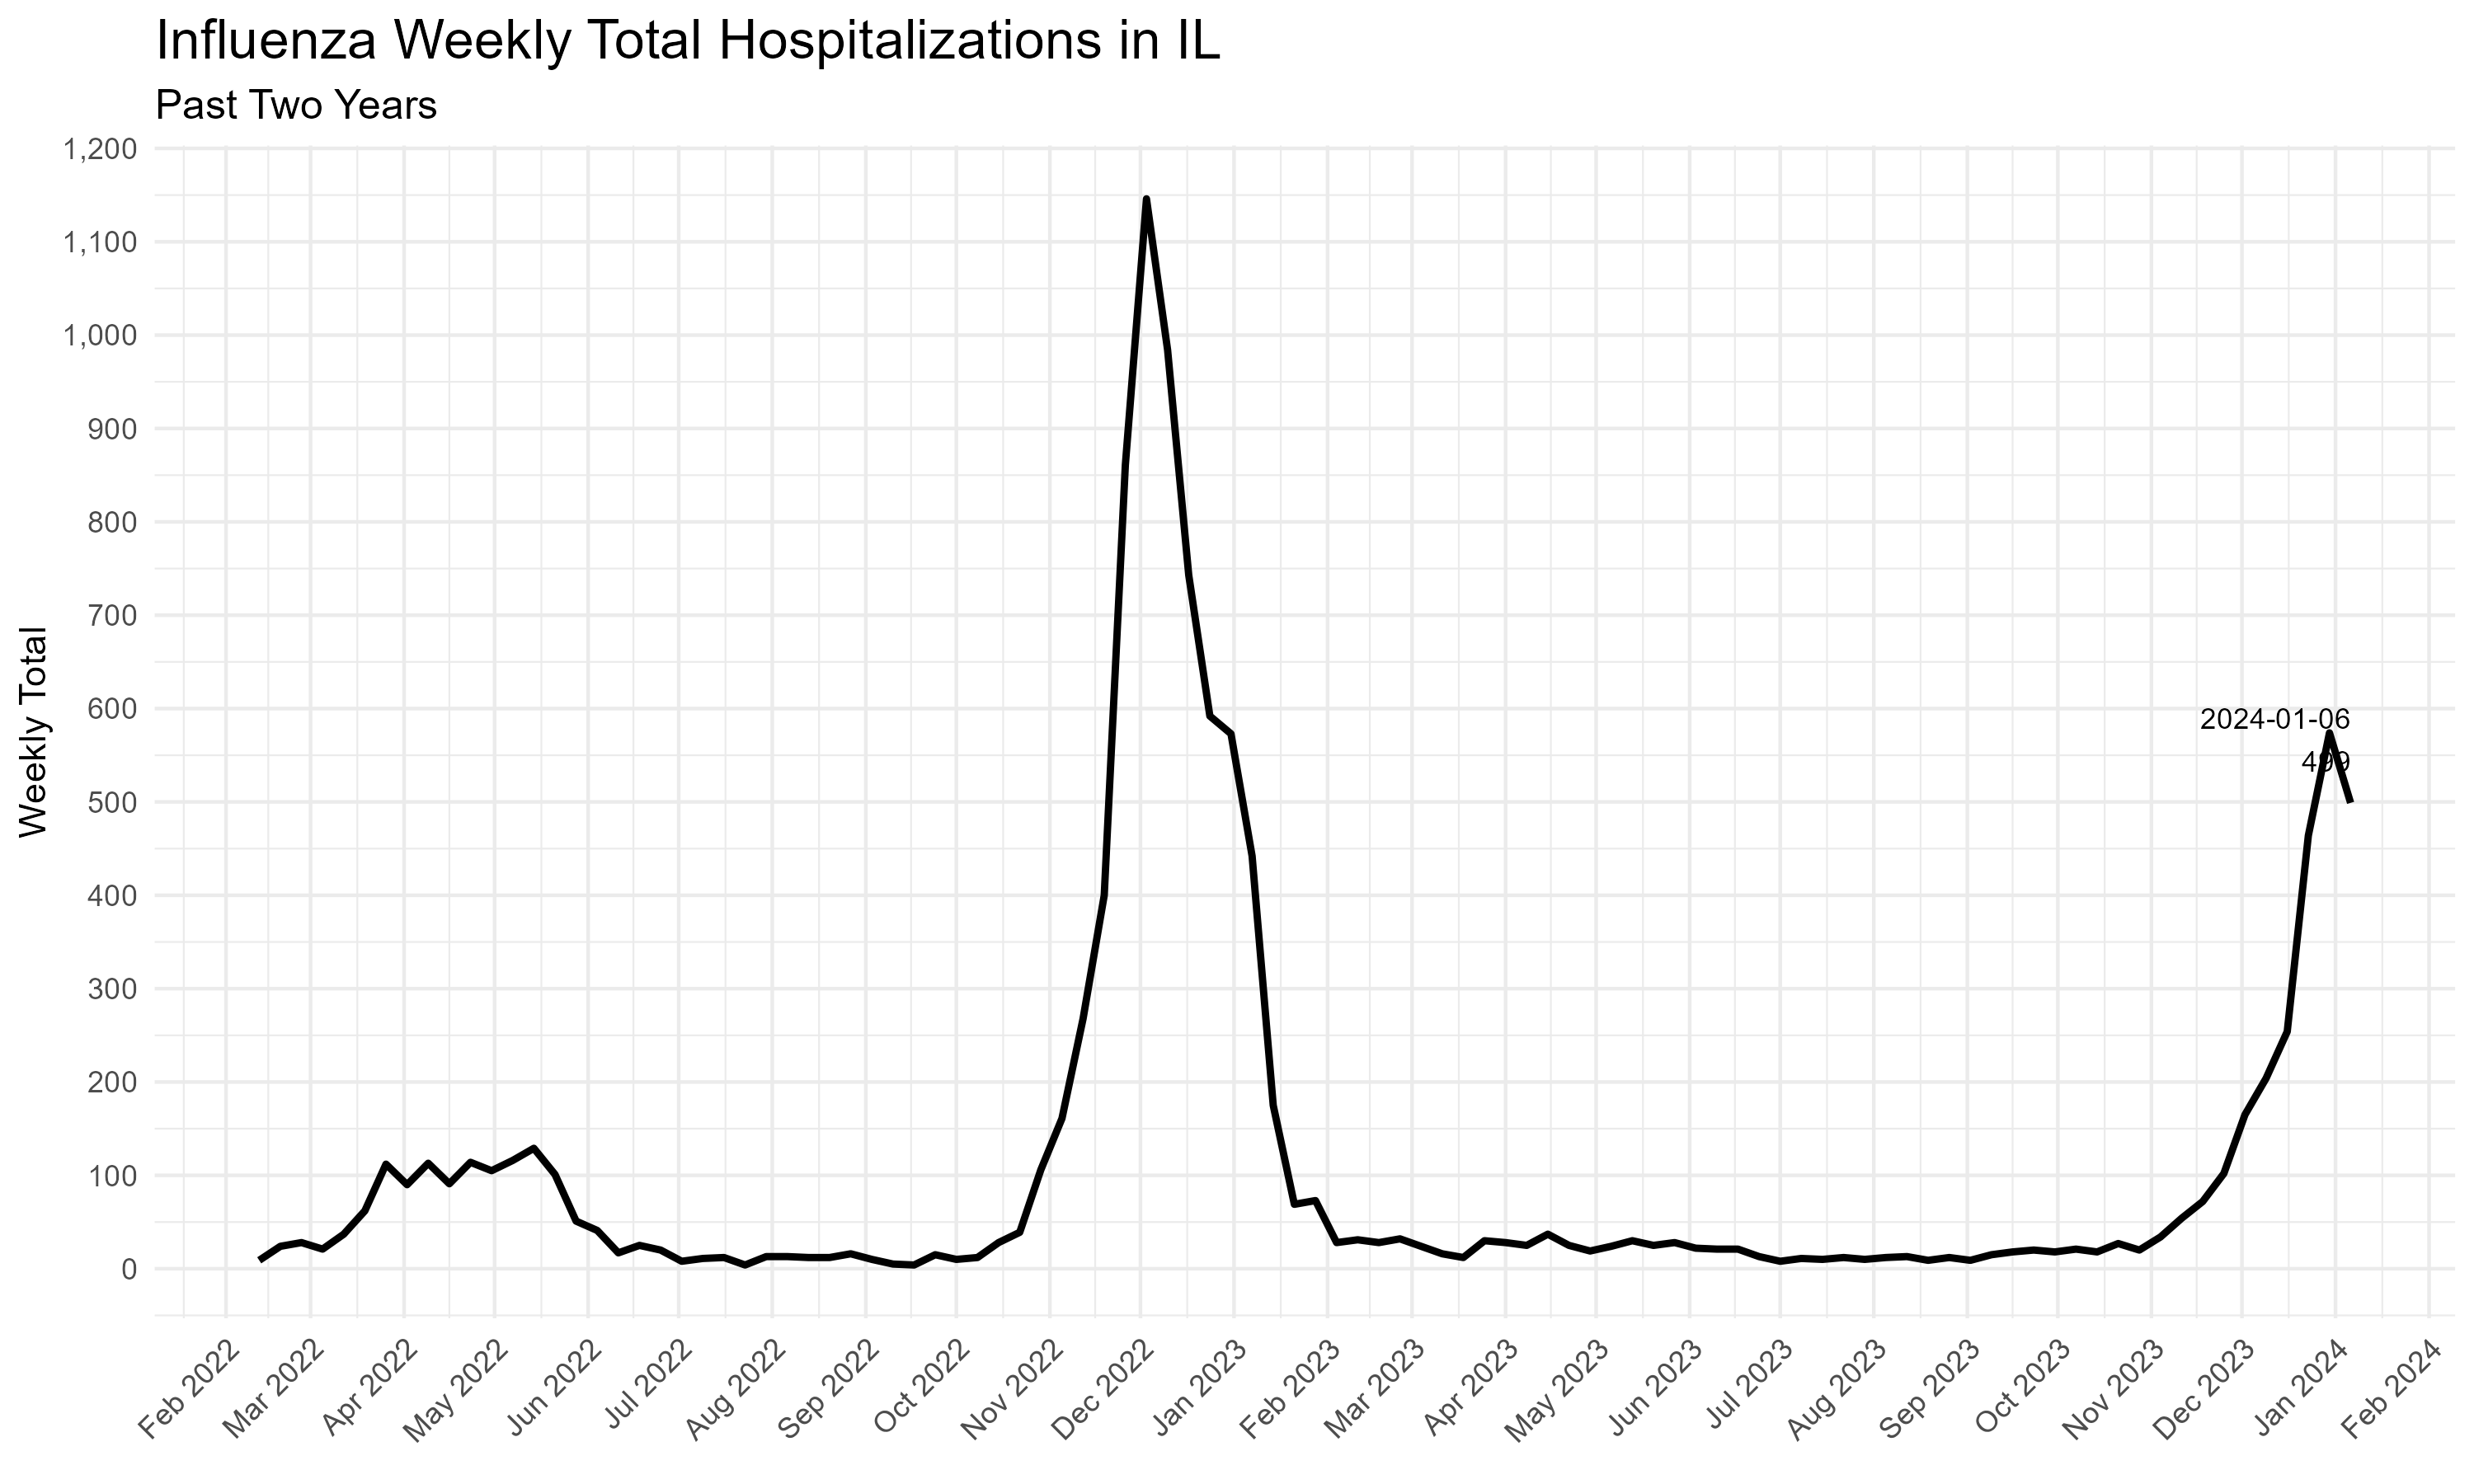 Influenza Weekly Total Hospitalizations in IL
Past Two Years
1,200
1,100
1,000
900
800
700
600
500
400
300
200
100
0
Weekly Total
2024-01-06
499
Feb 2022
Mar 2022
Apr 2022
May 2022
Jun 2022
Jul 2022
Aug 2022
Sep 2022
Oct 2022
Nov 2022
Dec 2022
Jan 2023
Feb 2023
Mar 2023
Apr 2023
May 2023
Jun 2023
Jul 2023
Aug 2023
Sep 2023
Oct 2023
Nov 2023
Dec 2023
Jan 2024
Feb 2024